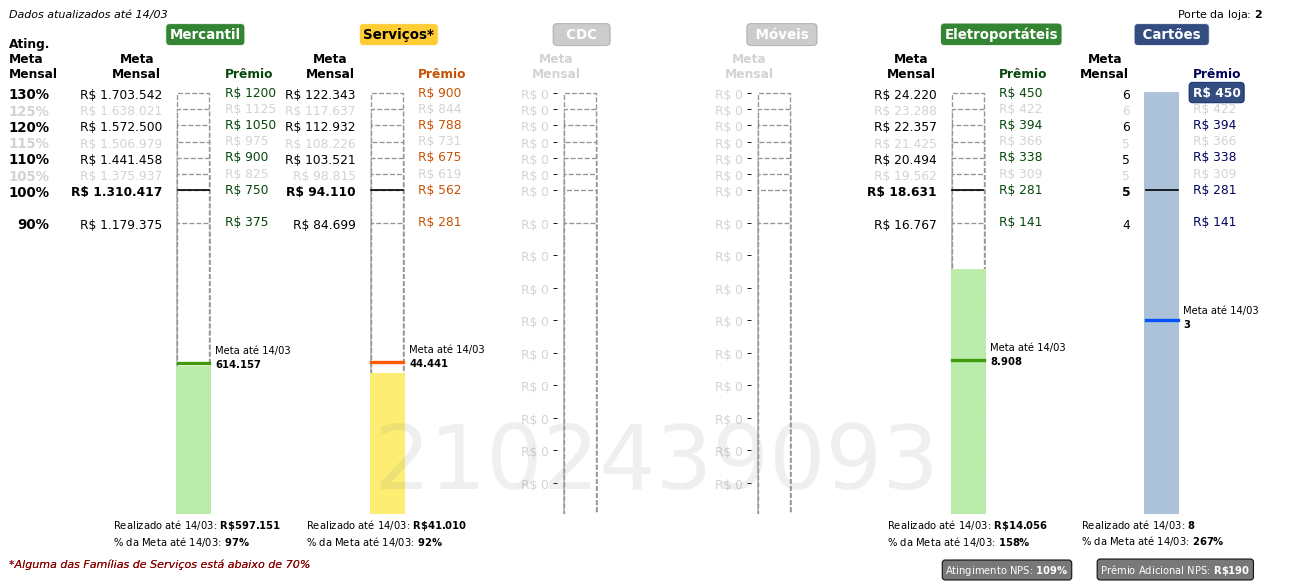 Dados atualizados até 14/03
Porte da loja: 2
Mercantil Serviços* CDC Móveis Eletroportáteis Cartões
Ating. Meta Mensal
Meta Mensal Prêmio Meta Mensal Prêmio Meta Mensal Meta Mensal Meta Mensal Prêmio Meta Mensal Prêmio
130% R$ 1.703.542 R$ 1200 R$ 122.343 R$ 900 R$ 0 R$ 0 R$ 24.220 R$ 450 6 R$ 450
125% R$ 1.638.021 R$ 1125 R$ 117.637 R$ 844 R$ 0 R$ 0 R$ 23.288 R$ 422 6 R$ 422
120% R$ 1.572.500 R$ 1050 R$ 112.932 R$ 788 R$ 0 R$ 0 R$ 22.357 R$ 394 6 R$ 394
115% R$ 1.506.979 R$ 975 R$ 108.226 R$ 731 R$ 0 R$ 0 R$ 21.425 R$ 366 5 R$ 366
110% R$ 1.441.458 R$ 900 R$ 103.521 R$ 675 R$ 0 R$ 0 R$ 20.494 R$ 338 5 R$ 338
105% R$ 1.375.937 R$ 825 R$ 98.815 R$ 619 R$ 0 R$ 0 R$ 19.562 R$ 309 5 R$ 309
100% R$ 1.310.417 R$ 750 R$ 94.110 R$ 562 R$ 0 R$ 0 R$ 18.631 R$ 281 5 R$ 281
90% R$ 1.179.375 R$ 375 R$ 84.699 R$ 281 R$ 0 R$ 0 R$ 16.767 R$ 141 4 R$ 141
R$ 0 R$ 0
R$ 0 R$ 0
R$ 0 R$ 0
R$ 0 R$ 0
R$ 0 R$ 0
R$ 0 R$ 0
R$ 0 R$ 0
R$ 0 R$ 0
Meta até 14/03
614.157
Meta até 14/03
44.441
Meta até 14/03
8.908
Meta até 14/03
3
2102439093
Realizado até 14/03: R$597.151
% da Meta até 14/03: 97%
Realizado até 14/03: R$41.010
% da Meta até 14/03: 92%
Realizado até 14/03: R$14.056
% da Meta até 14/03: 158%
Realizado até 14/03: 8
% da Meta até 14/03: 267%
*Alguma das Famílias de Serviços está abaixo de 70%
Atingimento NPS: 109%
Prêmio Adicional NPS: R$190